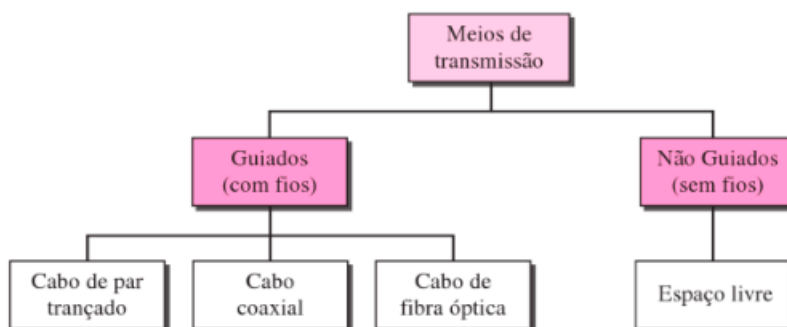 Meios de
transmissão
Guiados
(com fios)
Não Guiados
(sem fios)
Cabo de par
trançado
Cabo
coaxial
Cabo de
fibra óptica
Espaço livre